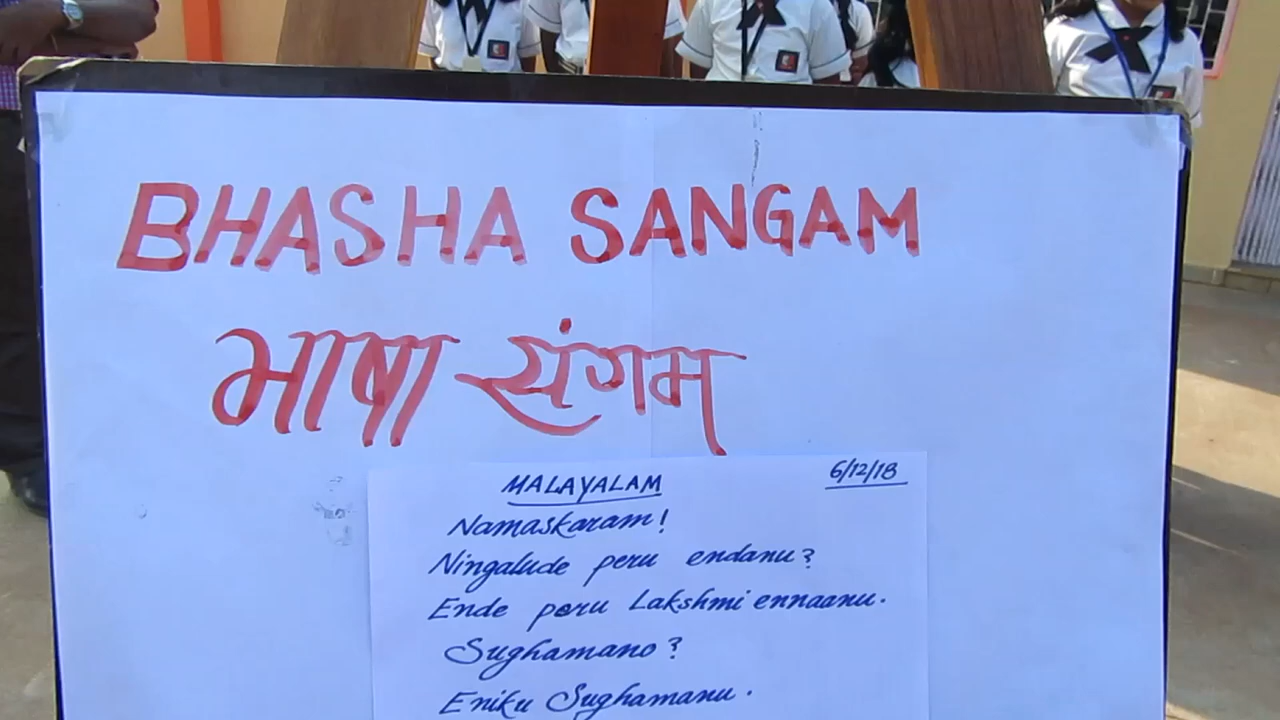 BHASHA SANGAM
भाषा संगम
MALAYALAM
6/12/18
Namaskaram!
Ningalude peru endanu?
Ende peru Lakshmi ennaanu.
Sughamano?
Eniku Sughamanu.